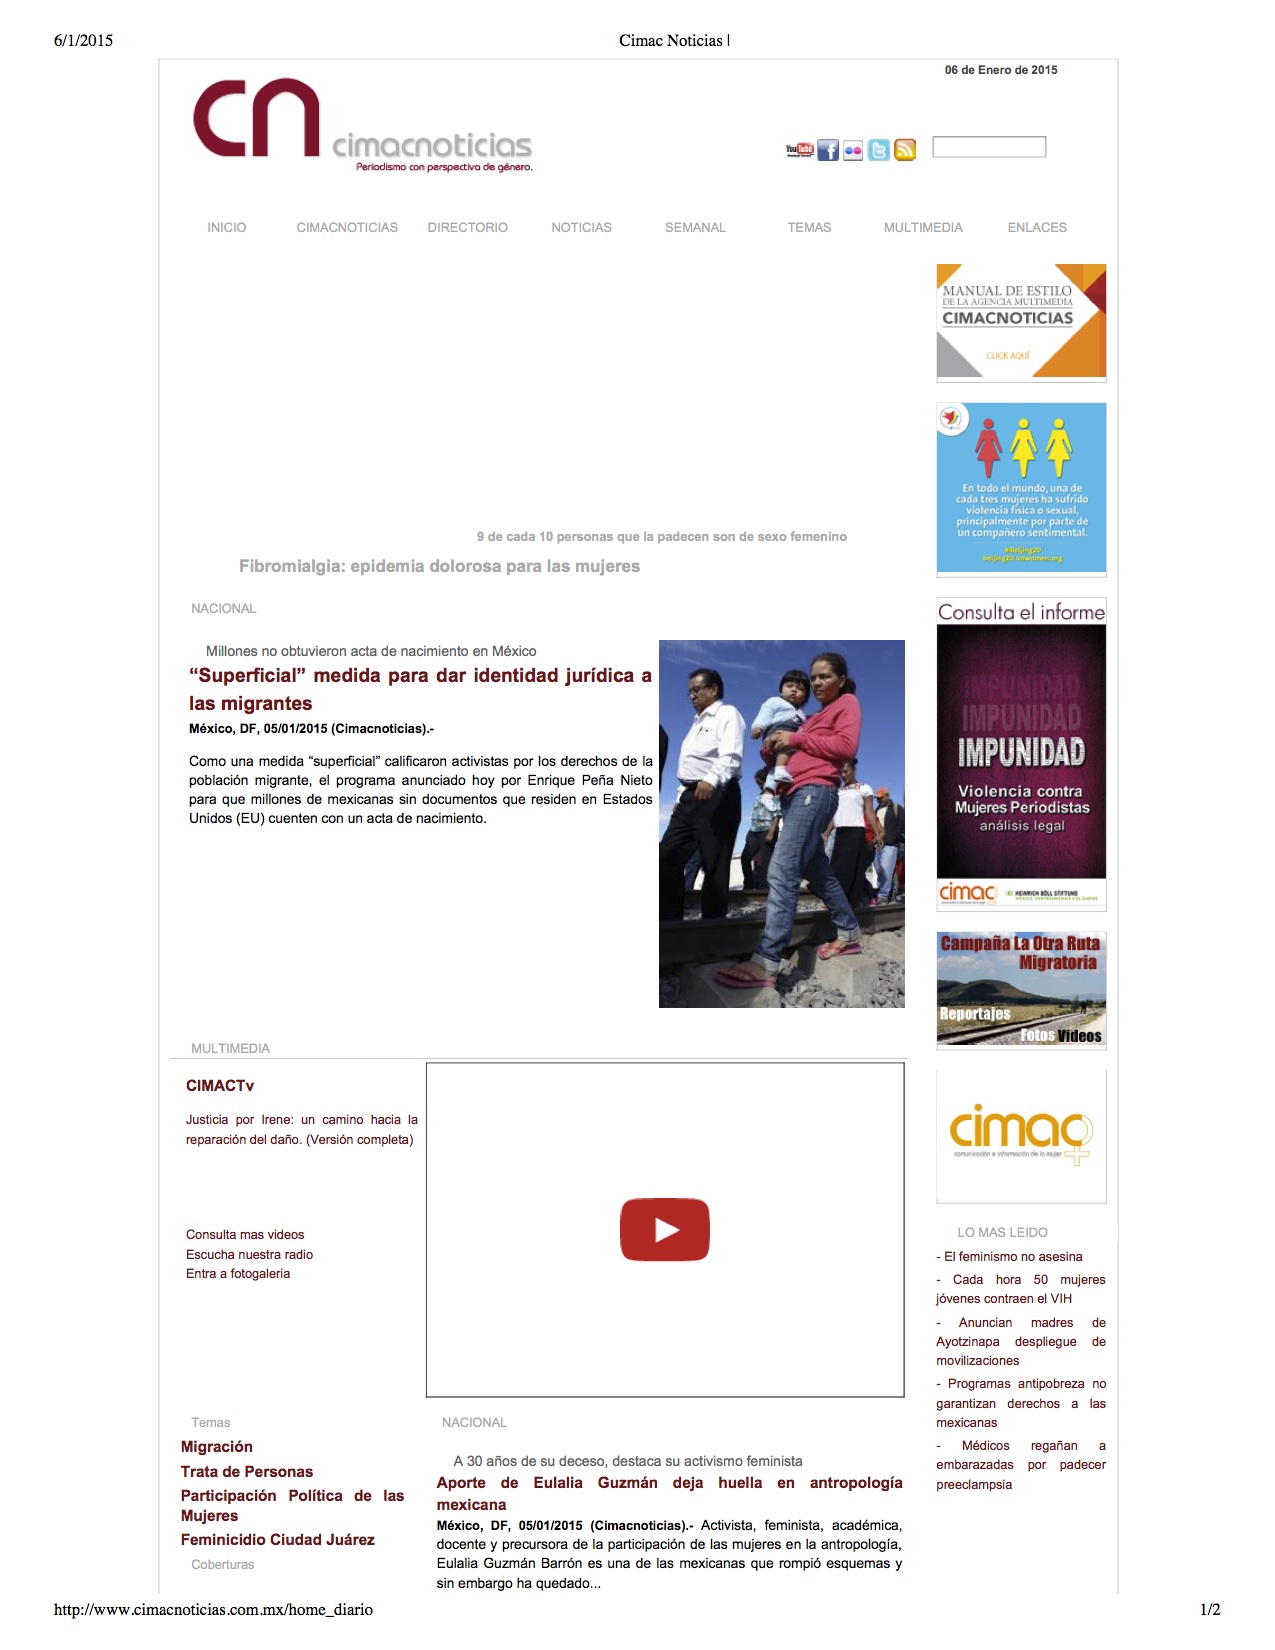 6/1/2015
Cimac Noticias |
06 de Enero de 2015
cn cimacnoticias
Periodismo con perspectiva de género.
You Tube
INICIO CIMACNOTICIAS DIRECTORIO NOTICIAS SEMANAL TEMAS MULTIMEDIA ENLACES
MANUAL DE ESTILO
DE LA AGENCIA MULTIMEDIA
CIMACNOTICIAS
CLICK AQUÍ
En todo el mundo, una de
cada tres mujeres ha sufrido
violencia física o sexual,
principalmente por parte de
un compañero sentimental.
#Beijing20
beijing20.unwomen.org
9 de cada 10 personas que la padecen son de sexo femenino
Fibromialgia: epidemia dolorosa para las mujeres
NACIONAL
Millones no obtuvieron acta de nacimiento en México
“Superficial” medida para dar identidad jurídica a
las migrantes
México, DF, 05/01/2015 (Cimacnoticias).-
Como una medida “superficial” calificaron activistas por los derechos de la
población migrante, el programa anunciado hoy por Enrique Peña Nieto
para que millones de mexicanas sin documentos que residen en Estados
Unidos (EU) cuenten con un acta de nacimiento.
Consulta el informe
IMPUNIDAD
IMPUNIDAD
IMPUNIDAD
Violencia contra
Mujeres Periodistas
análisis legal
cimac HEINRICH BÖLL STIFTUNG
MÉXICO, CENTROAMÉRICA Y EL CARIBE
Campaña La Otra Ruta
Migratoria
Reportajes
Fotos Videos
cimac
comunicación e información de la mujer
MULTIMEDIA
CIMACTv
Justicia por Irene: un camino hacia la
reparación del daño. (Versión completa)
Consulta mas videos
Escucha nuestra radio
Entra a fotogaleria
LO MAS LEIDO
- El feminismo no asesina
- Cada hora 50 mujeres
jóvenes contraen el VIH
- Anuncian madres de
Ayotzinapa despliegue de
movilizaciones
- Programas antipobreza no
garantizan derechos a las
mexicanas
- Médicos regañan a
embarazadas por padecer
preeclampsia
Temas
Migración
Trata de Personas
Participación Política de las
Mujeres
Feminicidio Ciudad Juárez
Coberturas
NACIONAL
A 30 años de su deceso, destaca su activismo feminista
Aporte de Eulalia Guzmán deja huella en antropología
mexicana
México, DF, 05/01/2015 (Cimacnoticias).- Activista, feminista, académica,
docente y precursora de la participación de las mujeres en la antropología,
Eulalia Guzmán Barrón es una de las mexicanas que rompió esquemas y
sin embargo ha quedado...
http://www.cimacnoticias.com.mx/home_diario
1/2